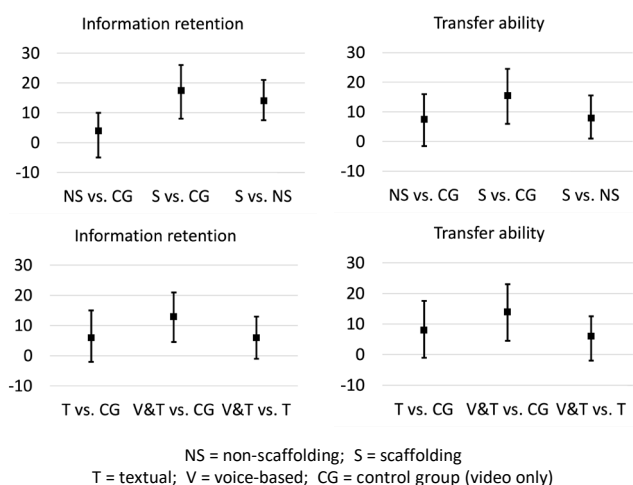 Information retention
30
20
10
0
-10
NS vs. CG S vs. CG S vs. NS
Transfer ability
30
20
10
0
-10
NS vs. CG S vs. CG S vs. NS
Information retention
30
20
10
0
-10
T vs. CG V&T vs. CG V&T vs. T
Transfer ability
30
20
10
0
-10
T vs. CG V&T vs. CG V&T vs. T
NS = non-scaffolding; S = scaffolding
T = textual; V = voice-based; CG = control group (video only)